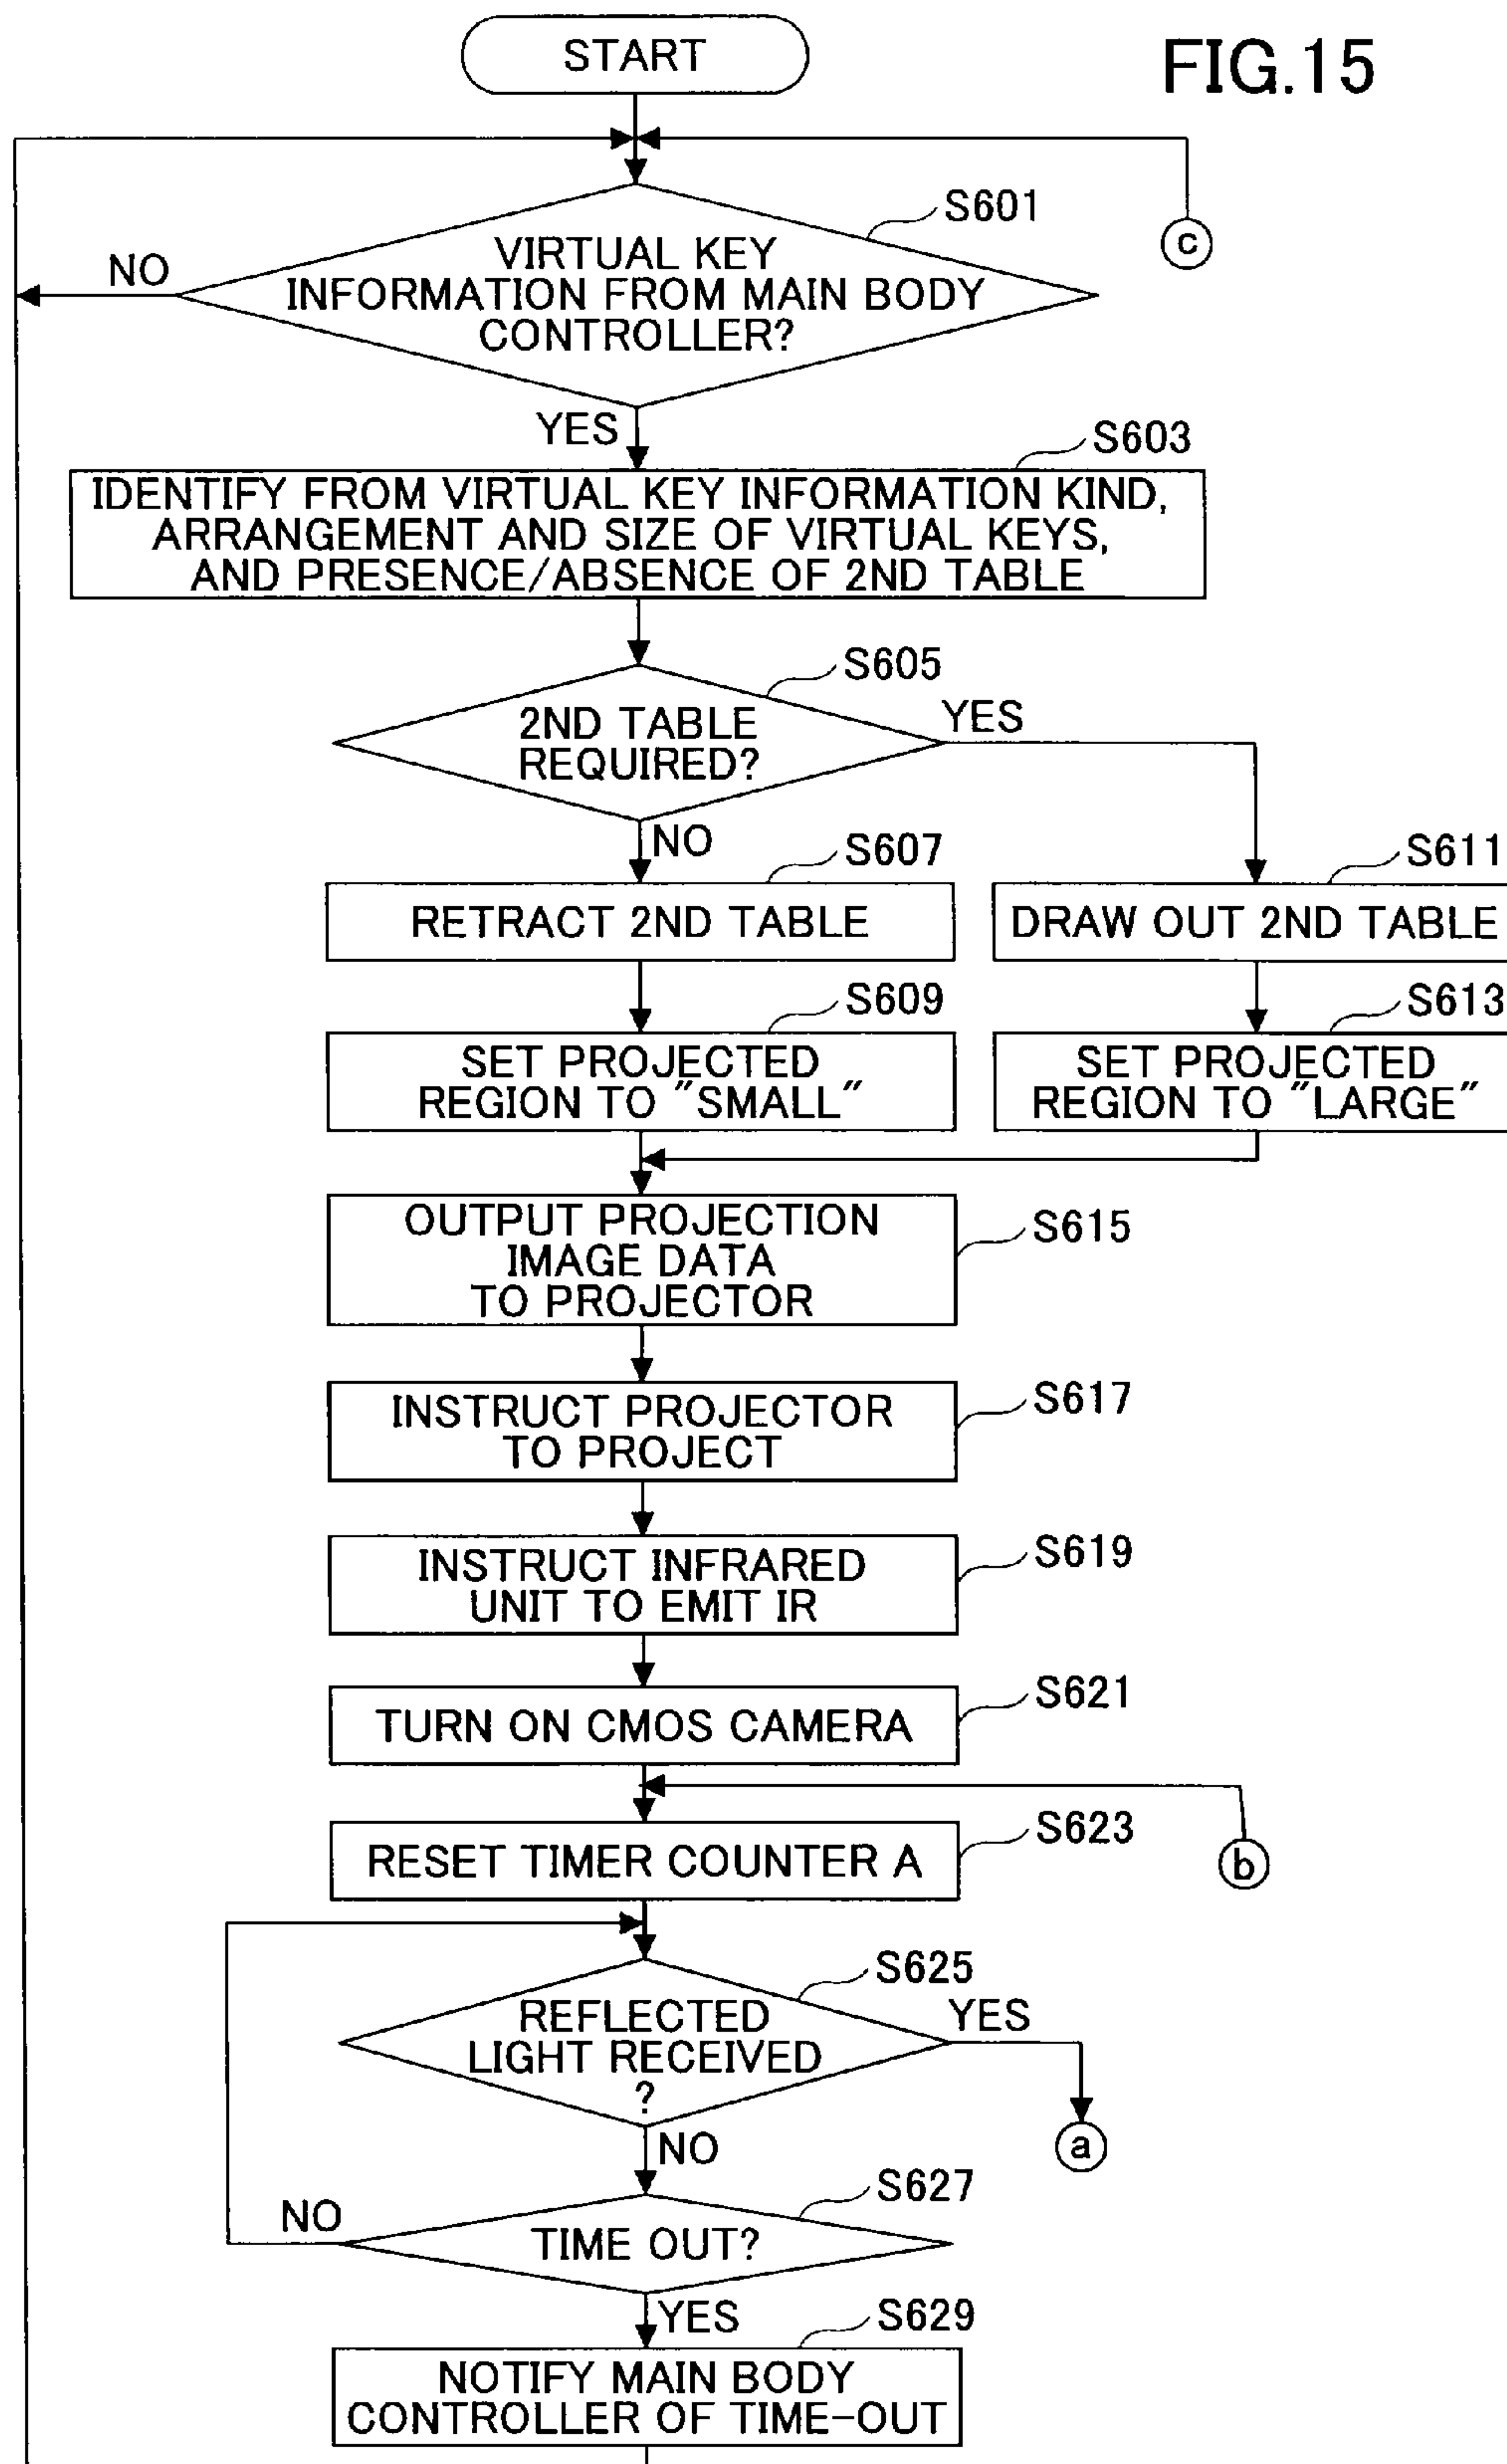 START
FIG.15
S601
c
VIRTUAL KEY
INFORMATION FROM MAIN BODY
CONTROLLER?
NO
YES
S603
IDENTIFY FROM VIRTUAL KEY INFORMATION KIND,
ARRANGEMENT AND SIZE OF VIRTUAL KEYS,
AND PRESENCE/ABSENCE OF 2ND TABLE
S605
2ND TABLE
REQUIRED?
YES
NO
S607
S611
RETRACT 2ND TABLE
DRAW OUT 2ND TABLE
S609
S613
SET PROJECTED
REGION TO "SMALL"
SET PROJECTED
REGION TO "LARGE"
OUTPUT PROJECTION
IMAGE DATA
TO PROJECTOR
S615
INSTRUCT PROJECTOR
TO PROJECT
S617
INSTRUCT INFRARED
UNIT TO EMIT IR
S619
TURN ON CMOS CAMERA
S621
RESET TIMER COUNTER A
S623
b
S625
REFLECTED
LIGHT RECEIVED
?
YES
a
NO
S627
TIME OUT?
NO
YES
S629
NOTIFY MAIN BODY
CONTROLLER OF TIME-OUT